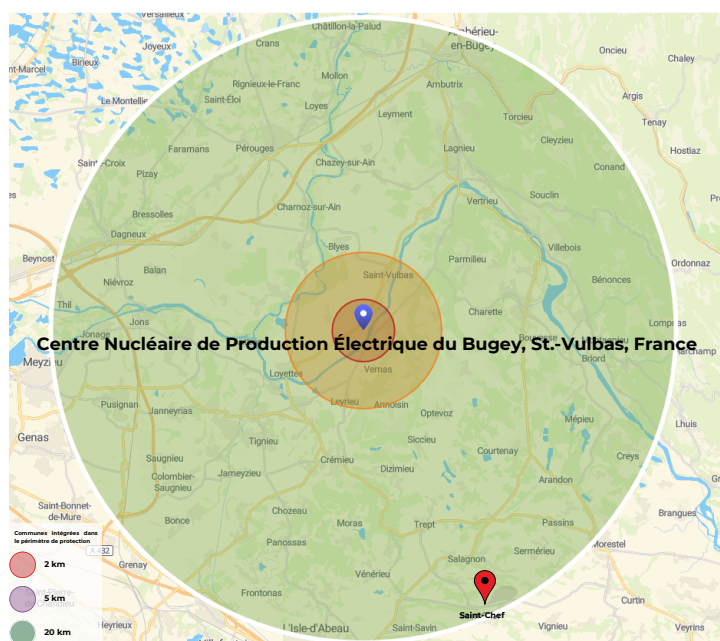 Versailleux
Châtillon-la-Palud
Ambérieu-
en-Bugey
Crans
Joyeux
Oncieu
Chaley
Birieux
nt-Marcel
Mollon
Rignieux-le-Franc
Ambutrix
Argis
Le Montellier
Saint-Éloi
Loyes
Leyment
Torcieu
Tenay
Cleyzieu
Hostiaz
Faramans
Pérouges
Lagnieu
Sainte-Croix
Chazey-sur-Ain
Conand
Pizay
Souclin
Vertrieu
Charnoz-sur-Ain
Bressolles
Dagneux
Blyes
Villebois
Beynost
Parmilieu
Ordonnaz
Balan
Saint-Vulbas
Niévroz
Bénonces
Thil
Charette
Jons
Jonage
Centre Nucléaire de Production Électrique du Bugey, St.-Vulbas, France
Meyzieu
Briord
Loyettes
Vernas
Pusignan
Janneyrias
Leyrieu
Annoisin
Optevoz
Mépieu
Lhuis
Genas
Tignieu
Siccieu
Courtenay
Saugnieu
Crémieu
Dizimieu
Creys
Colombier-
Saugnieu
Jameyzieu
Arandon
Saint-Bonnet
de-Mure
Chozeau
Brangues
Bonce
Moras
Trept
Passins
Communes intégrées dans
le périmètre de protection
Panossas
Morestel
A 432
Sermérieu
2 km
Grenay
Salagnon
Vénérieu
5 km
Frontonas
Curtin
Saint-Chef
20 km
Heyrieux
L'Isle-d'Abeau
Saint-Savin
Vignieu
Veyrins